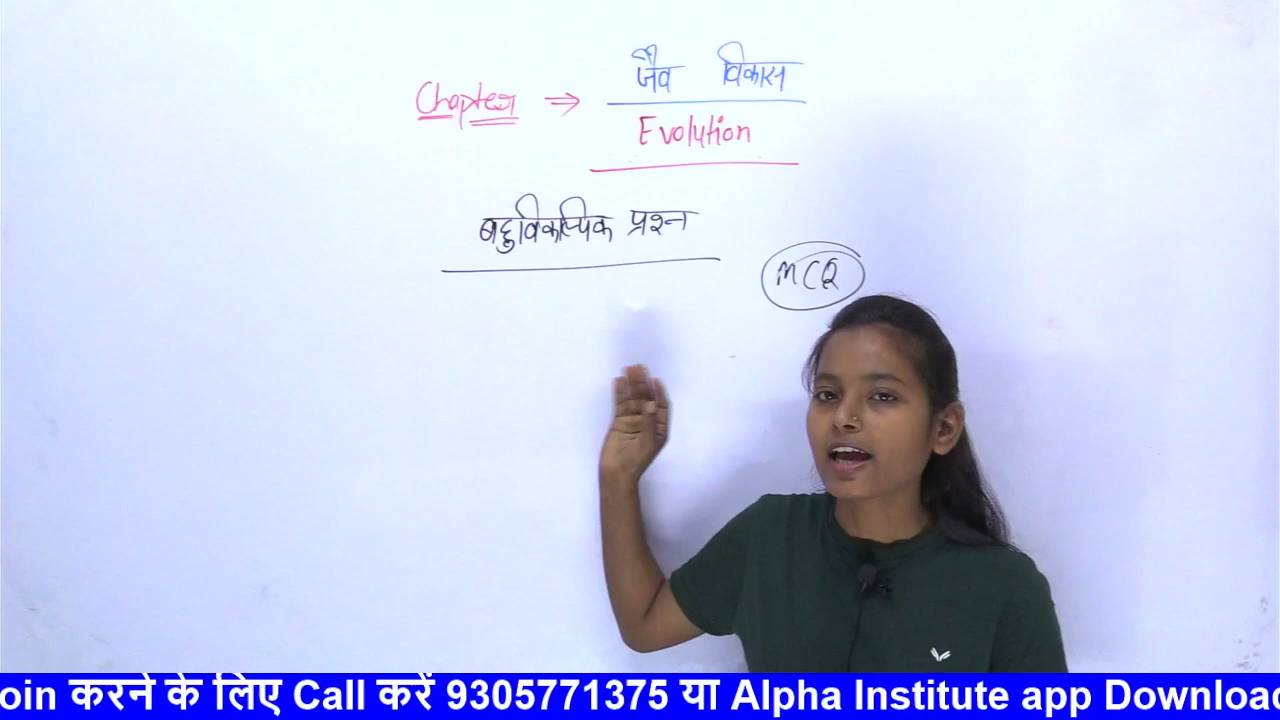 जैव विकास
Chapter ⇒
Evolution
बहुविकल्पिक प्रश्न
MCQ
oin करने के लिए Call करें 9305771375 या Alpha Institute app Download